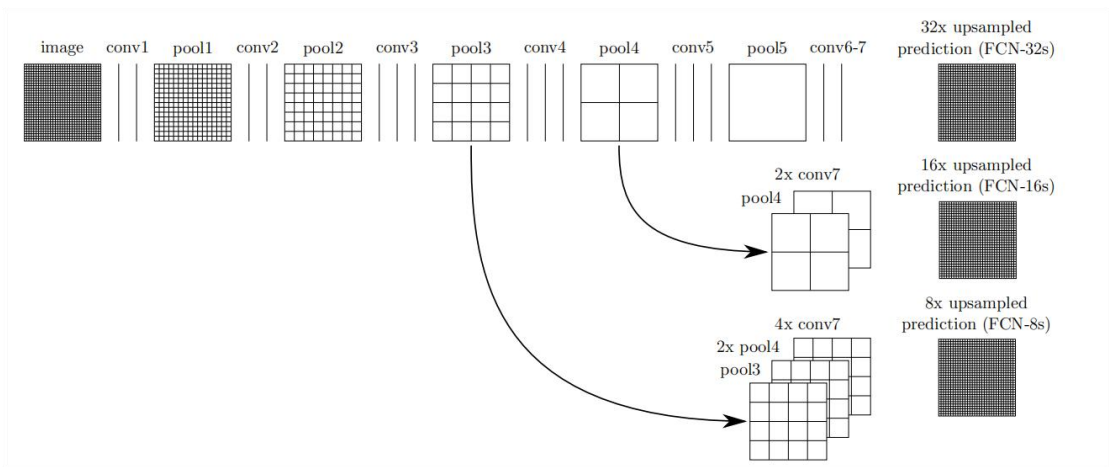 image conv1 pool1 conv2 pool2 conv3 pool3 conv4 pool4 conv5 pool5 conv6-7
32x upsampled
prediction (FCN-32s)
16x upsampled
prediction (FCN-16s)
2x conv7
pool4
8x upsampled
prediction (FCN-8s)
4x conv7
2x pool4
pool3